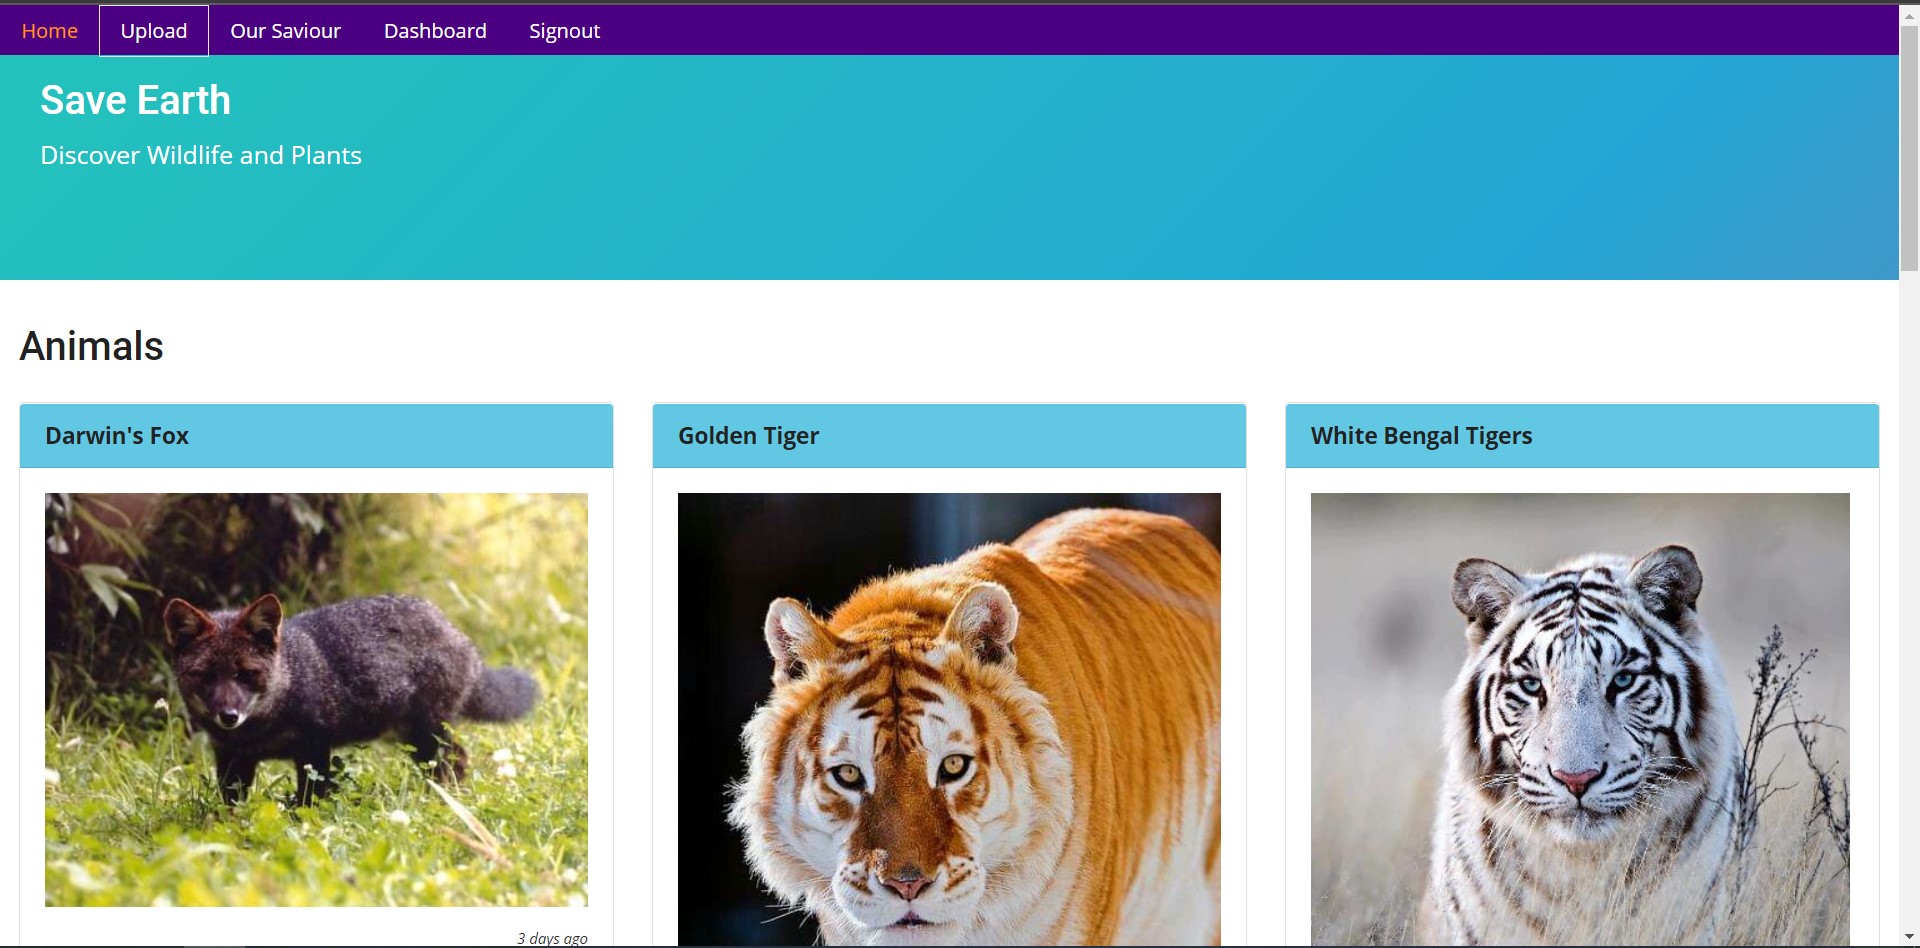 Home Upload Our Saviour Dashboard Signout
Save Earth
Discover Wildlife and Plants
Animals
Darwin's Fox
Golden Tiger
White Bengal Tigers
3 days ago